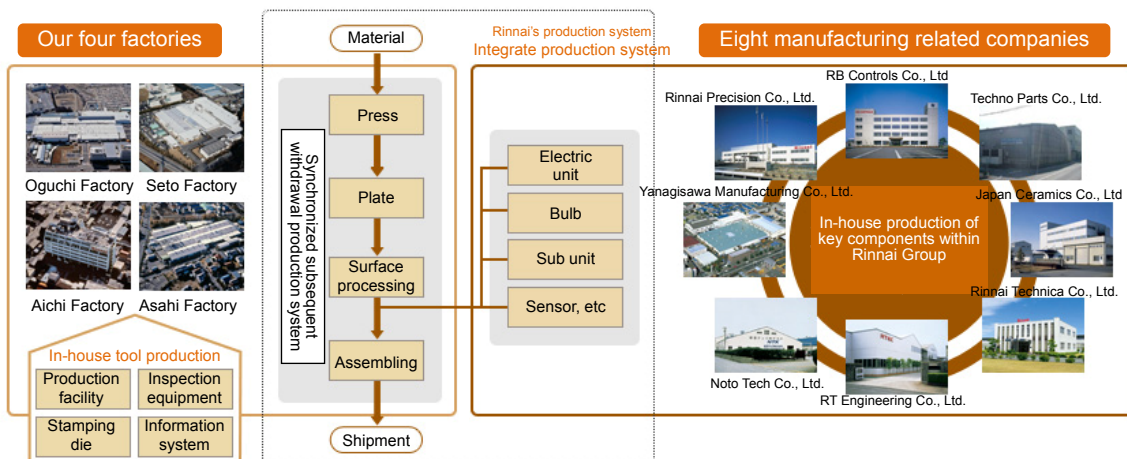 Our four factories
Oguchi Factory
Seto Factory
Aichi Factory
Asahi Factory
In-house tool production
Production
facility
Inspection
equipment
Stamping
die
Information
system
Material
Synchronized subsequent
withdrawal production system
Press
Plate
Surface
processing
Assembling
Shipment
Rinnai's production system
Integrate production system
Electric
unit
Bulb
Sub unit
Sensor, etc
Eight manufacturing related companies
RB Controls Co., Ltd
Rinnai Precision Co., Ltd.
Techno Parts Co., Ltd.
Yanagisawa Manufacturing Co., Ltd.
Japan Ceramics Co., Ltd
In-house production of
key components within
Rinnai Group
Rinnai Technica Co., Ltd.
Noto Tech Co., Ltd.
RT Engineering Co., Ltd.